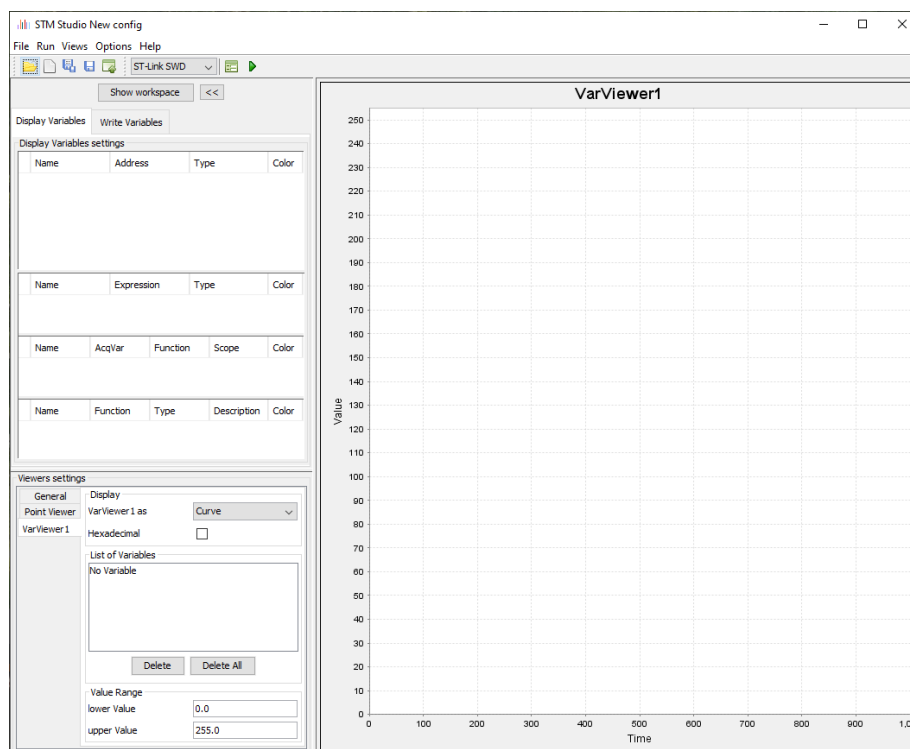 STM Studio New config
File Run Views Options Help
ST-Link SWD
Show workspace <<
Display Variables Write Variables
Display Variables settings
Name Address Type Color
Name Expression Type Color
Name AcqVar Function Scope Color
Name Function Type Description Color
Viewers settings
General
Point Viewer
VarViewer1
Display
VarViewer1 as Curve
Hexadecimal
List of Variables
No Variable
Delete Delete All
Value Range
lower Value 0.0
upper Value 255.0
VarViewer1
Value
250
240
230
220
210
200
190
180
170
160
150
140
130
120
110
100
90
80
70
60
50
40
30
20
10
0
0 100 200 300 400 500 600 700 800 900 1,0
Time